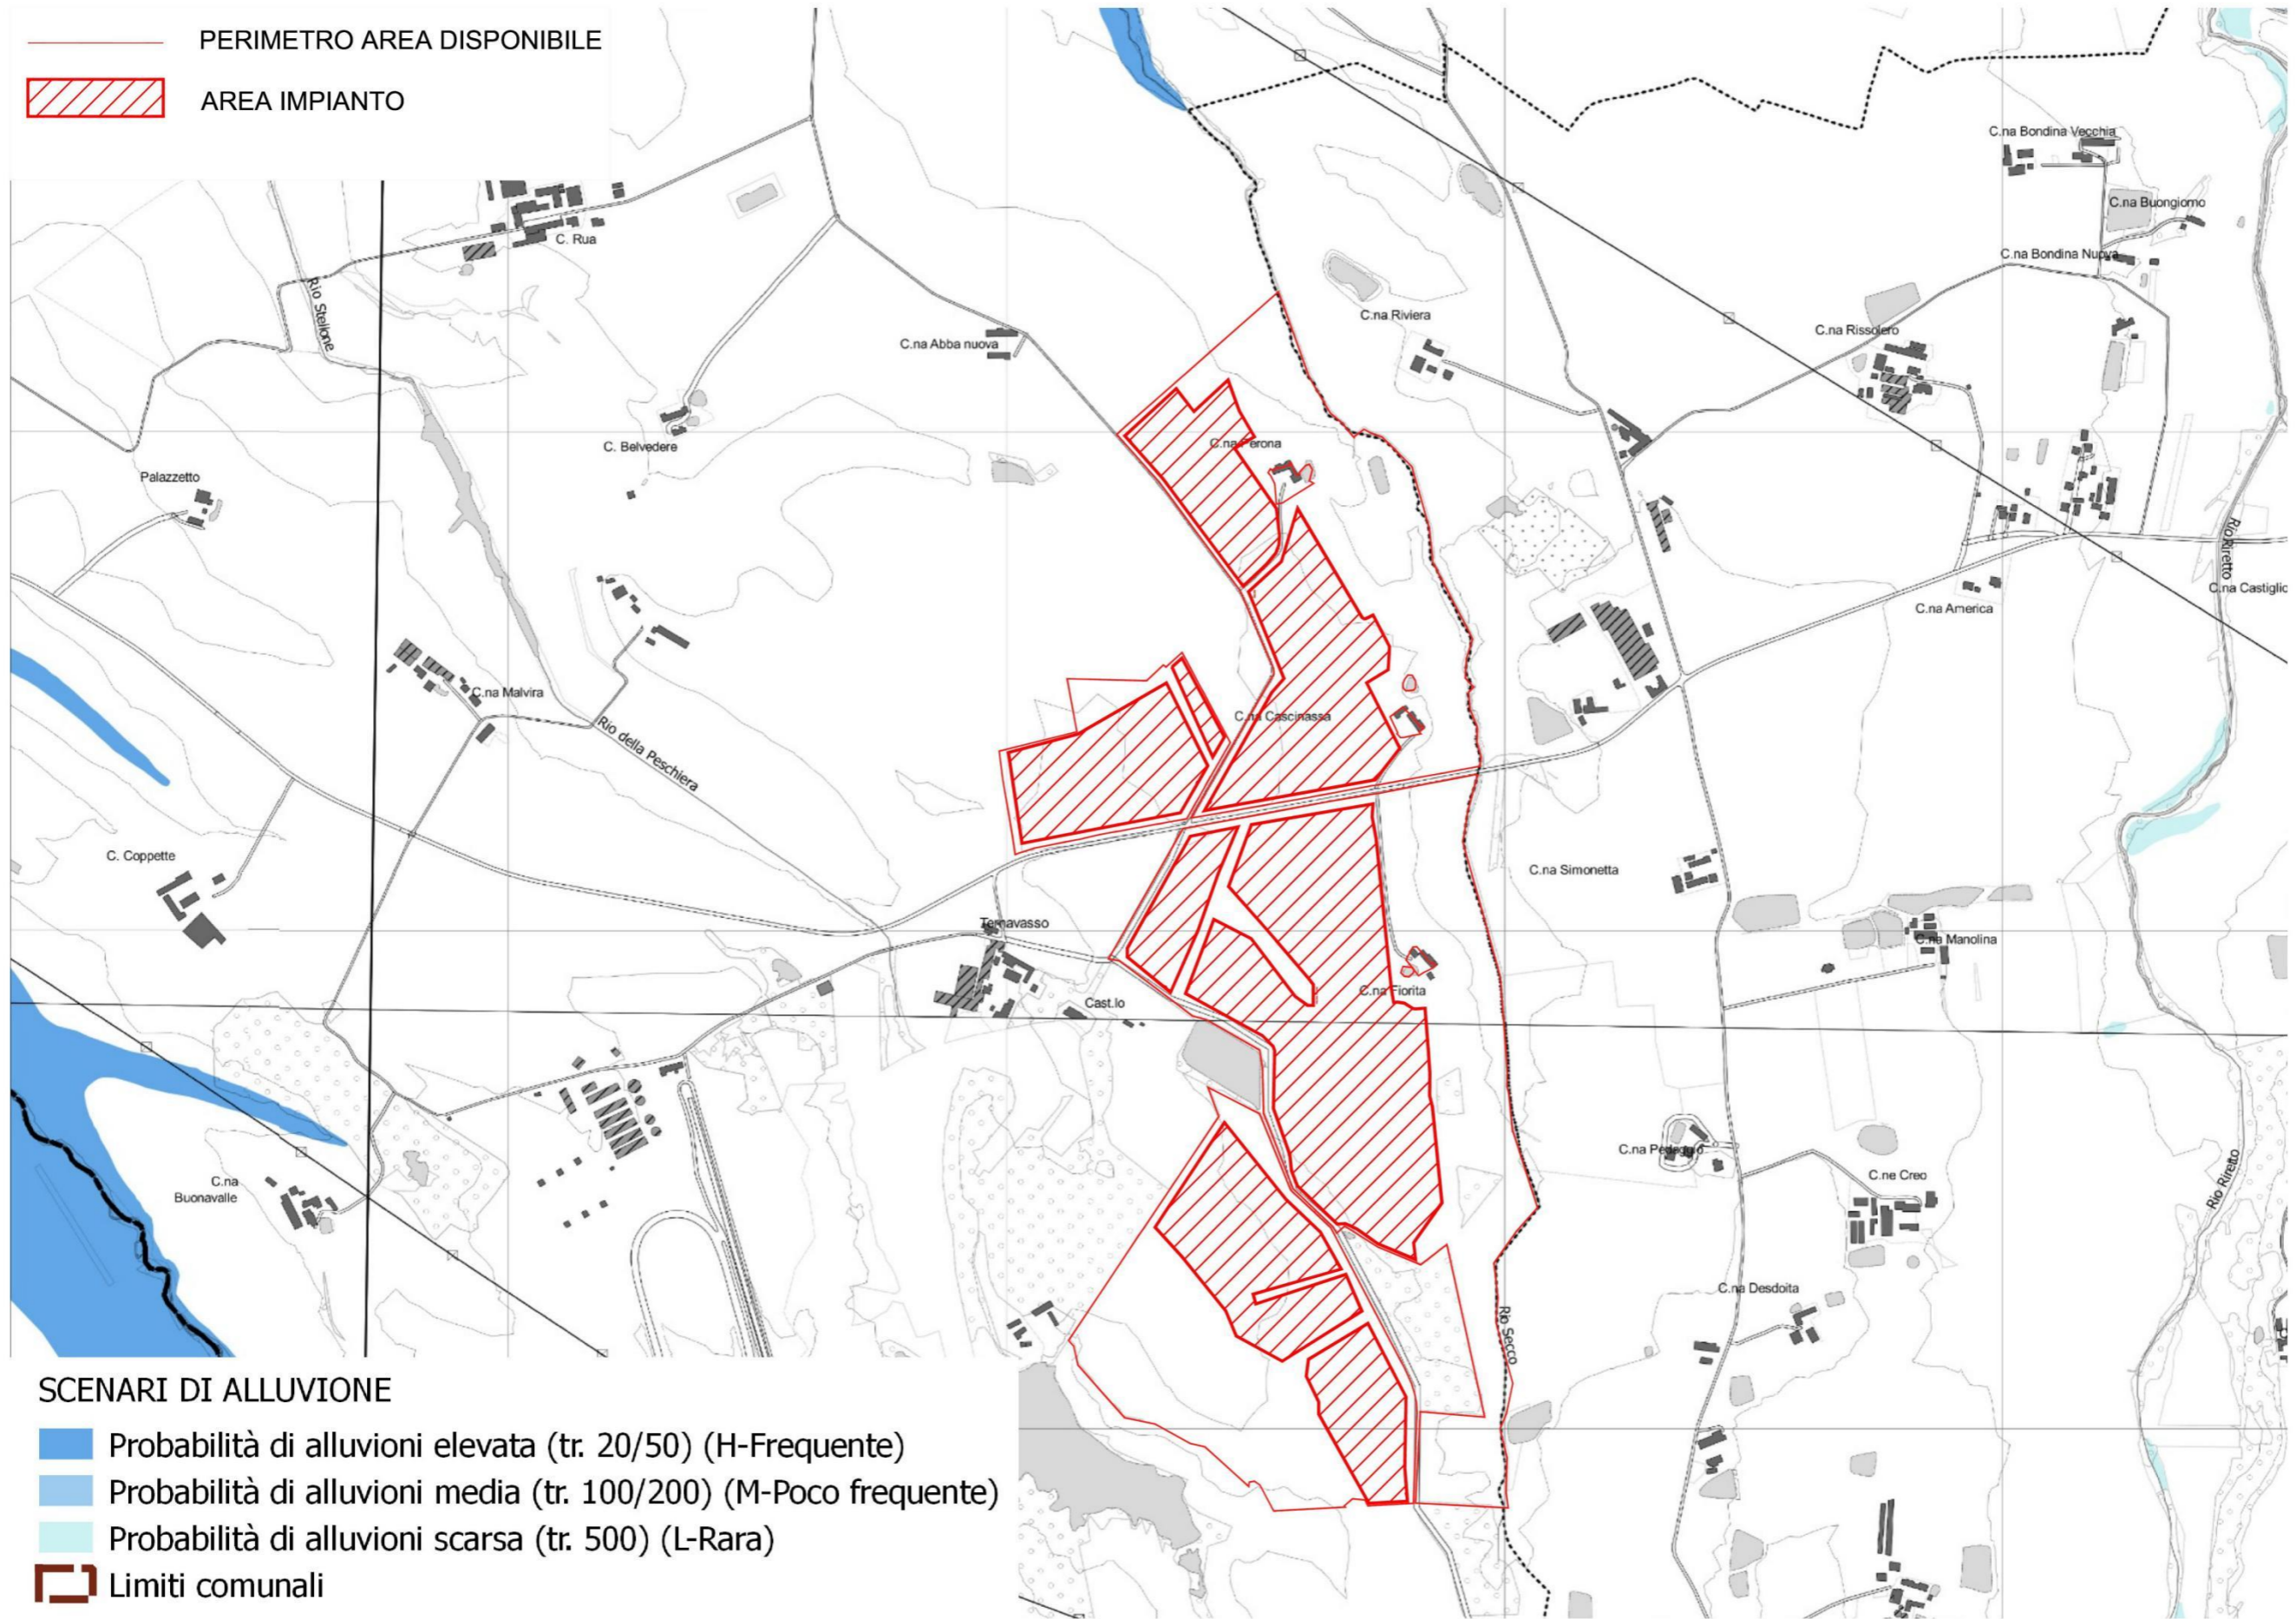 PERIMETRO AREA DISPONIBILE
AREA IMPIANTO
C.na Bondina Vecchia
C.na Buongiorno
C. Rua
C.na Bondina Nuova
Rio Stellone
C.na Riviera
C.na Rissolero
C.na Abba nuova
C. Belvedere
C.na Perona
Palazzetto
Rio Riretto
C.na Castiglio
C.na America
C.na Malvira
C.na Cascinassa
Rio della Peschiera
C. Coppette
C.na Simonetta
Ternavasso
C.na Manolina
C.na Fiorita
Cast.lo
C.na Pedaggio
C.ne Creo
C.na
Buonavalle
Rio Riretto
C.na Desdoita
Rio Secco
SCENARI DI ALLUVIONE
Probabilità di alluvioni elevata (tr. 20/50) (H-Frequente)
Probabilità di alluvioni media (tr. 100/200) (M-Poco frequente)
Probabilità di alluvioni scarsa (tr. 500) (L-Rara)
Limiti comunali